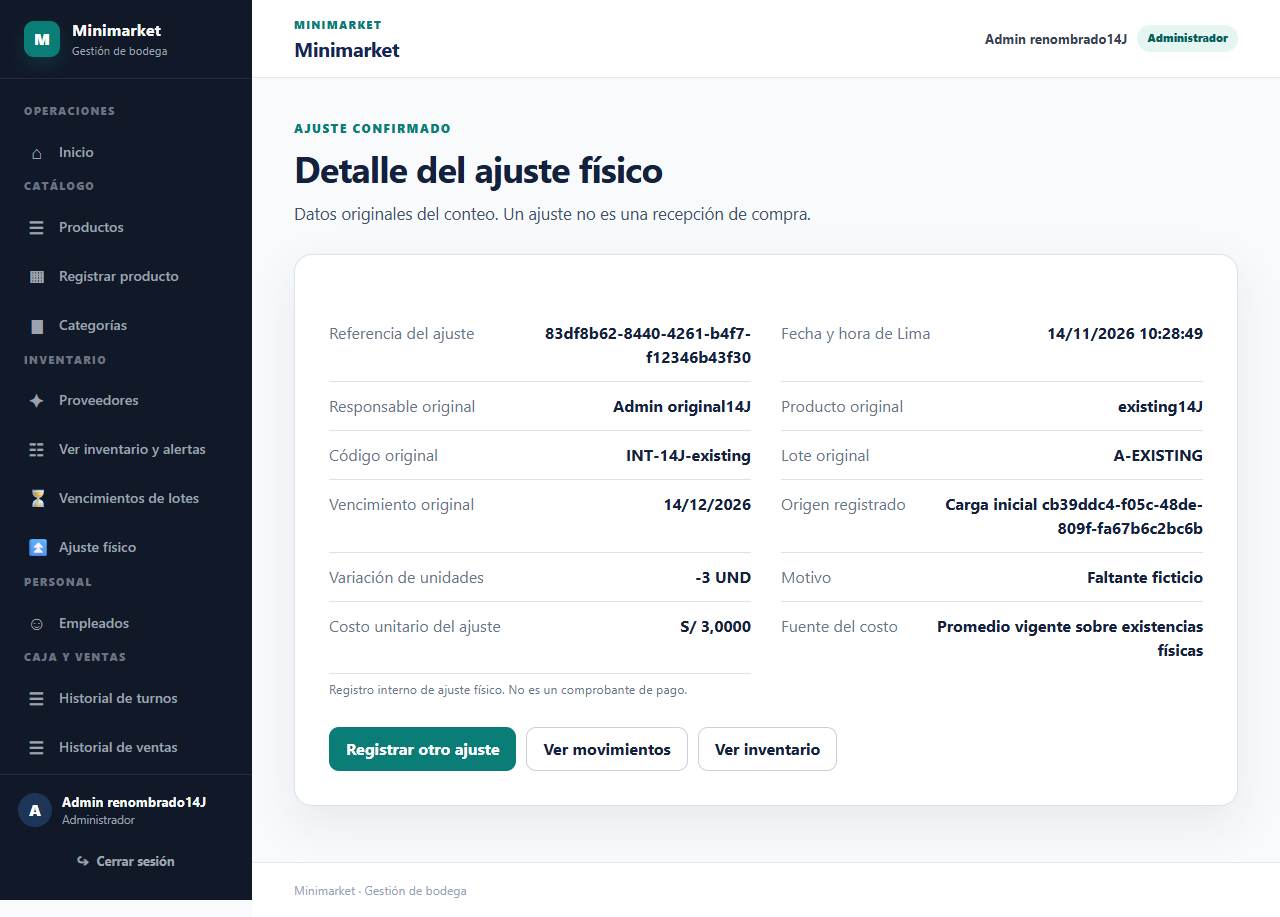 M
Minimarket
Gestión de bodega
OPERACIONES
Inicio
CATÁLOGO
Productos
Registrar producto
Categorías
INVENTARIO
Proveedores
Ver inventario y alertas
Vencimientos de lotes
Ajuste físico
PERSONAL
Empleados
CAJA Y VENTAS
Historial de turnos
Historial de ventas
A
Admin renombrado14J
Administrador
Cerrar sesión
MINIMARKET
Minimarket
Admin renombrado14J
Administrador
AJUSTE CONFIRMADO
Detalle del ajuste físico
Datos originales del conteo. Un ajuste no es una recepción de compra.
Referencia del ajuste
83df8b62-8440-4261-b4f7-
f12346b43f30
Fecha y hora de Lima
14/11/2026 10:28:49
Responsable original
Admin original14J
Producto original
existing14J
Código original
INT-14J-existing
Lote original
A-EXISTING
Vencimiento original
14/12/2026
Origen registrado
Carga inicial cb39ddc4-f05c-48de-
809f-fa67b6c2bc6b
Variación de unidades
-3 UND
Motivo
Faltante ficticio
Costo unitario del ajuste
S/ 3,0000
Fuente del costo
Promedio vigente sobre existencias
físicas
Registro interno de ajuste físico. No es un comprobante de pago.
Registrar otro ajuste
Ver movimientos
Ver inventario
Minimarket · Gestión de bodega